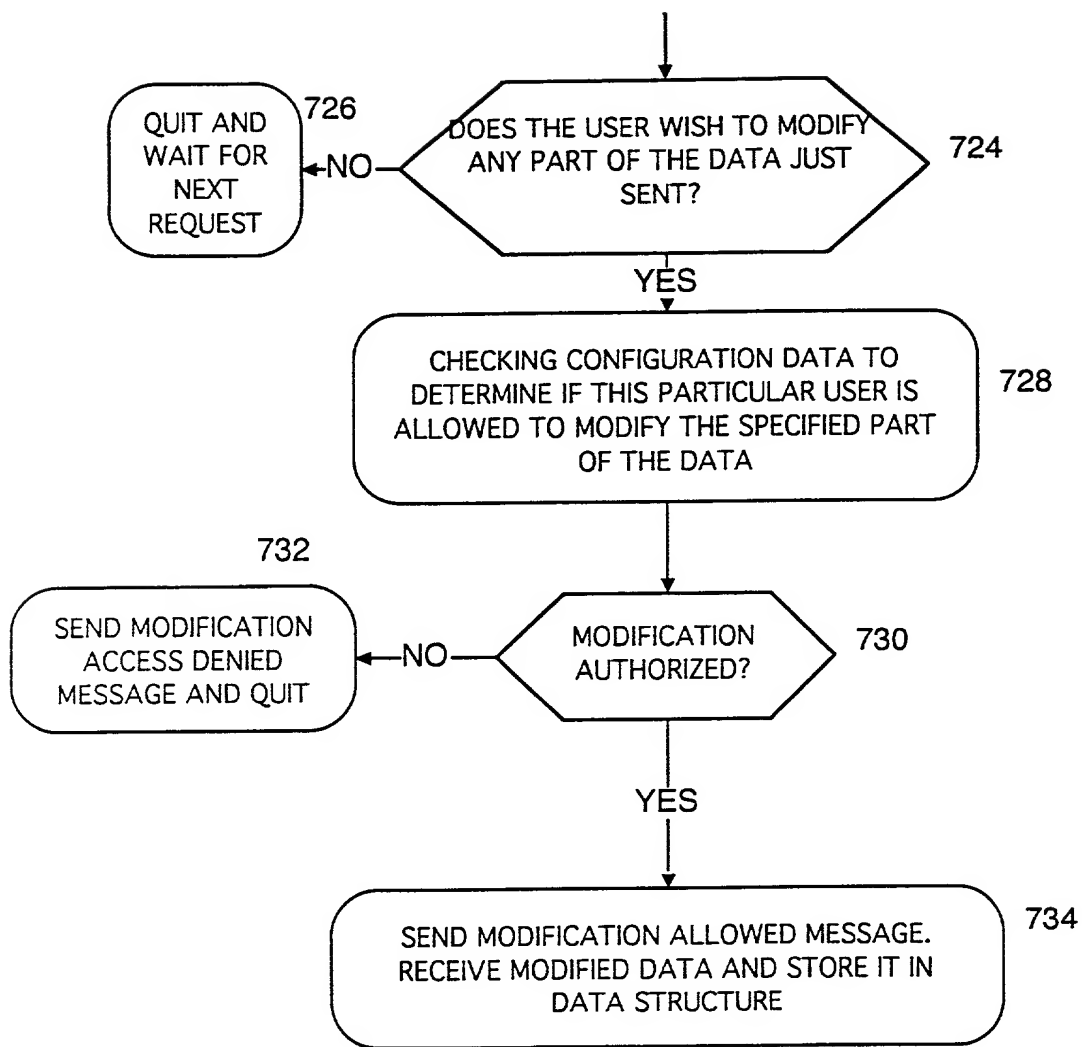 726
QUIT AND
WAIT FOR
NEXT
REQUEST
NO
DOES THE USER WISH TO MODIFY
ANY PART OF THE DATA JUST
SENT?
724
YES
CHECKING CONFIGURATION DATA TO
DETERMINE IF THIS PARTICULAR USER IS
ALLOWED TO MODIFY THE SPECIFIED PART
OF THE DATA
728
732
SEND MODIFICATION
ACCESS DENIED
MESSAGE AND QUIT
NO
MODIFICATION
AUTHORIZED?
730
YES
SEND MODIFICATION ALLOWED MESSAGE.
RECEIVE MODIFIED DATA AND STORE IT IN
DATA STRUCTURE
734